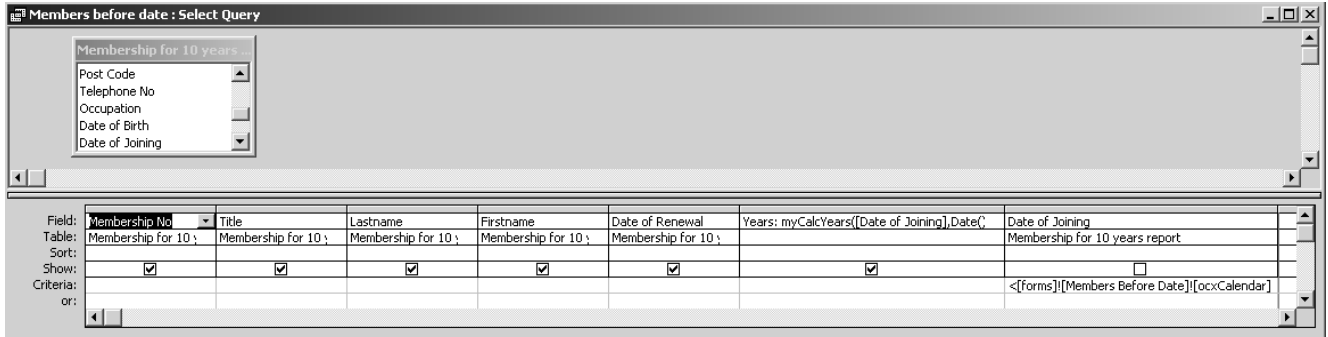 Members before date : Select Query
Membership for 10 years ...
Post Code
Telephone No
Occupation
Date of Birth
Date of Joining
Field: Membership No Title Lastname Firstname Date of Renewal Years: myCalcYears([Date of Joining],Date(), Date of Joining
Table: Membership for 10 y Membership for 10 y Membership for 10 y Membership for 10 y Membership for 10 y Membership for 10 years report
Sort:
Show:
Criteria: <[forms]![Members Before Date]![ocxCalendar]
or: